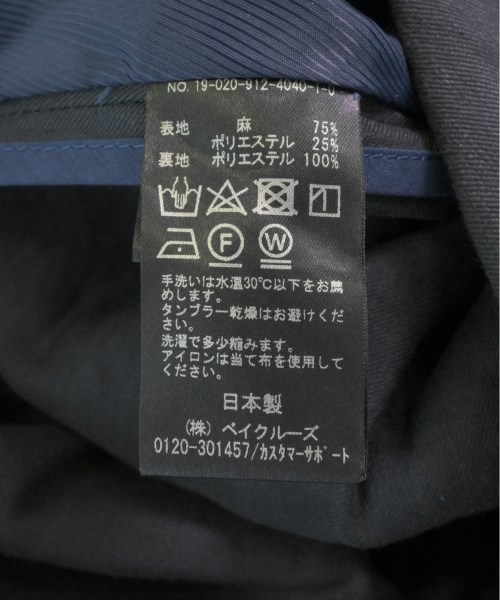 NO. 19-020-912-4040-1-0
表地 麻 75%
ポリエステル 25%
裏地 ポリエステル 100%
F W
手洗いは水温30℃以下をお薦
めします。
タンブラー乾燥はお避けくださ
い。
洗濯で多少縮みます。
アイロンは当て布を使用して
ください。
日本製
(株) ベイクルーズ
0120-301457/カスタマーサポート